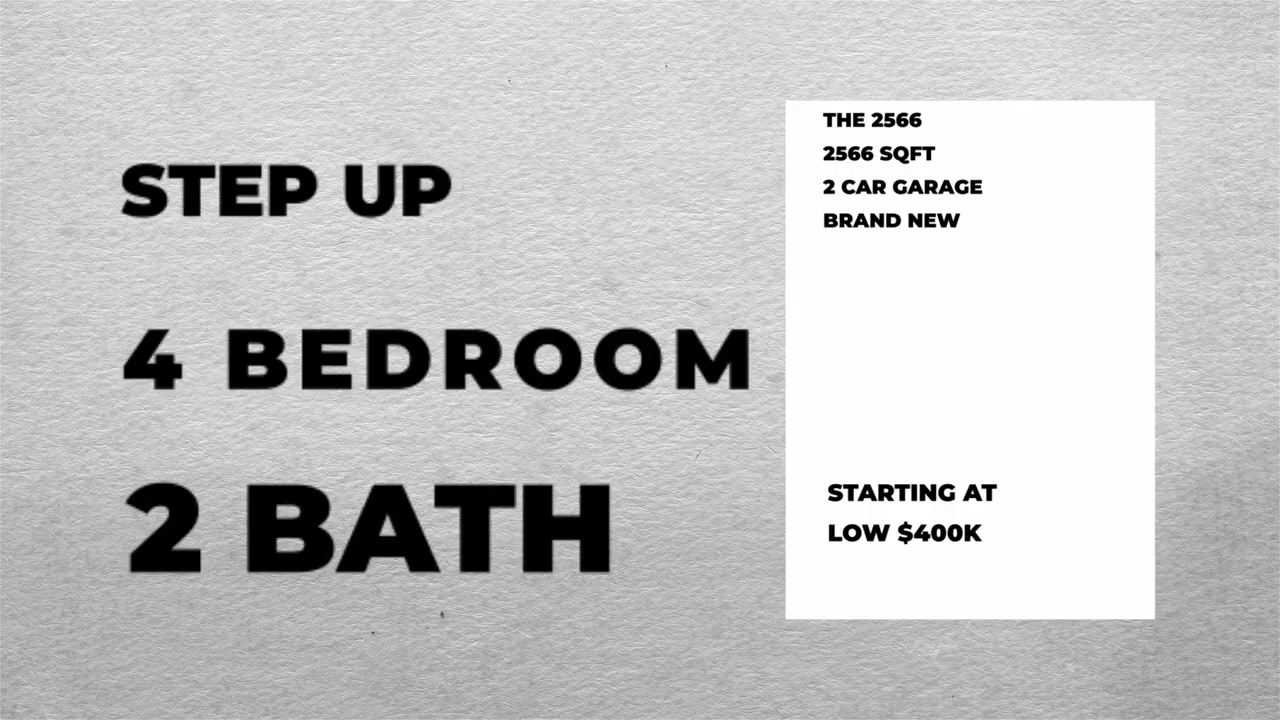 STEP UP
4 BEDROOM
2 BATH
THE 2566
2566 SQFT
2 CAR GARAGE
BRAND NEW
STARTING AT
LOW $400K